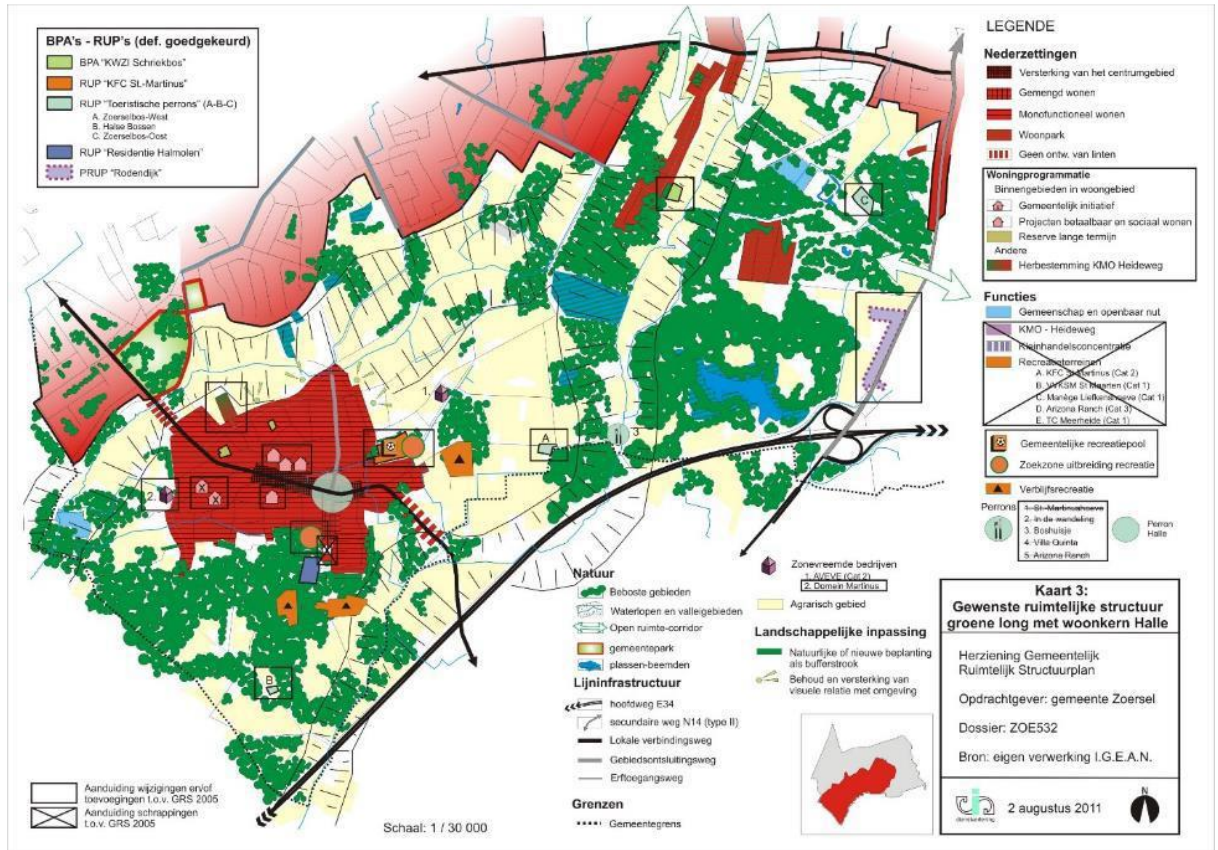 BPA's - RUP's (def. goedgekeurd)
BPA "KWZI Schriekbos"
RUP "KFC St-Martinus"
RUP "Toeristische perrons" (A-B-C)
A. Zoerselbos-West
B. Halse Bossen
C. Zoerselbos-Oost
RUP "Residentie Halmolen"
PRUP "Rodendijk"
C
1.
A
3
2.
X
X
B
LEGENDE
Nederzettingen
Versterking van het centrumgebied
Gemengd wonen
Monofunctioneel wonen
Woonpark
Geen ontw. van linten
Woningprogrammatie
Binnengebieden in woongebied
Gemeentelijk initiatief
Projecten betaalbaar en sociaal wonen
Reserve lange termijn
Andere
Herbestemming KMO Heideweg
Functies
Gemeenschap en openbaar nut
KMO - Heideweg
Kleinhandelsconcentratie
Recreatieterreinen
A. KFC St Martinus (Cat 2)
B. VVKSM St Maarten (Cat 1)
C. Manège Liefkenshoeve (Cat 1)
D. Arizona Ranch (Cat 3)
E. TC Meerheide (Cat 1)
Gemeentelijke recreatiepool
Zoekzone uitbreiding recreatie
Verblijfsrecreatie
Perrons
1. St.-Martinushoeve
2. In de wandeling
3. Boshuisje
4. Villa Quinta
5. Arizona Ranch
Perron
Halle
Natuur
Beboste gebieden
Waterlopen en valleigebieden
Open ruimte-corridor
gemeentepark
plassen-beemden
Lijninfrastructuur
hoofdweg E34
secundaire weg N14 (type II)
Lokale verbindingsweg
Gebiedsontsluitingsweg
Erftoegangsweg
Grenzen
Gemeentegrens
Zonevreemde bedrijven
1. AVEVE (Cat 2)
2. Domein Martinus
Agrarisch gebied
Landschappelijke inpassing
Natuurlijke of nieuwe beplanting
als bufferstrook
Behoud en versterking van
visuele relatie met omgeving
Kaart 3:
Gewenste ruimtelijke structuur
groene long met woonkern Halle
Herziening Gemeentelijk
Ruimtelijk Structuurplan
Opdrachtgever: gemeente Zoersel
Dossier: ZOE532
Bron: eigen verwerking I.G.E.A.N.
2 augustus 2011
N
Aanduiding wijzigingen en/of
toevoegingen t.o.v. GRS 2005
Aanduiding schrappingen
t.o.v. GRS 2005
Schaal: 1 / 30 000